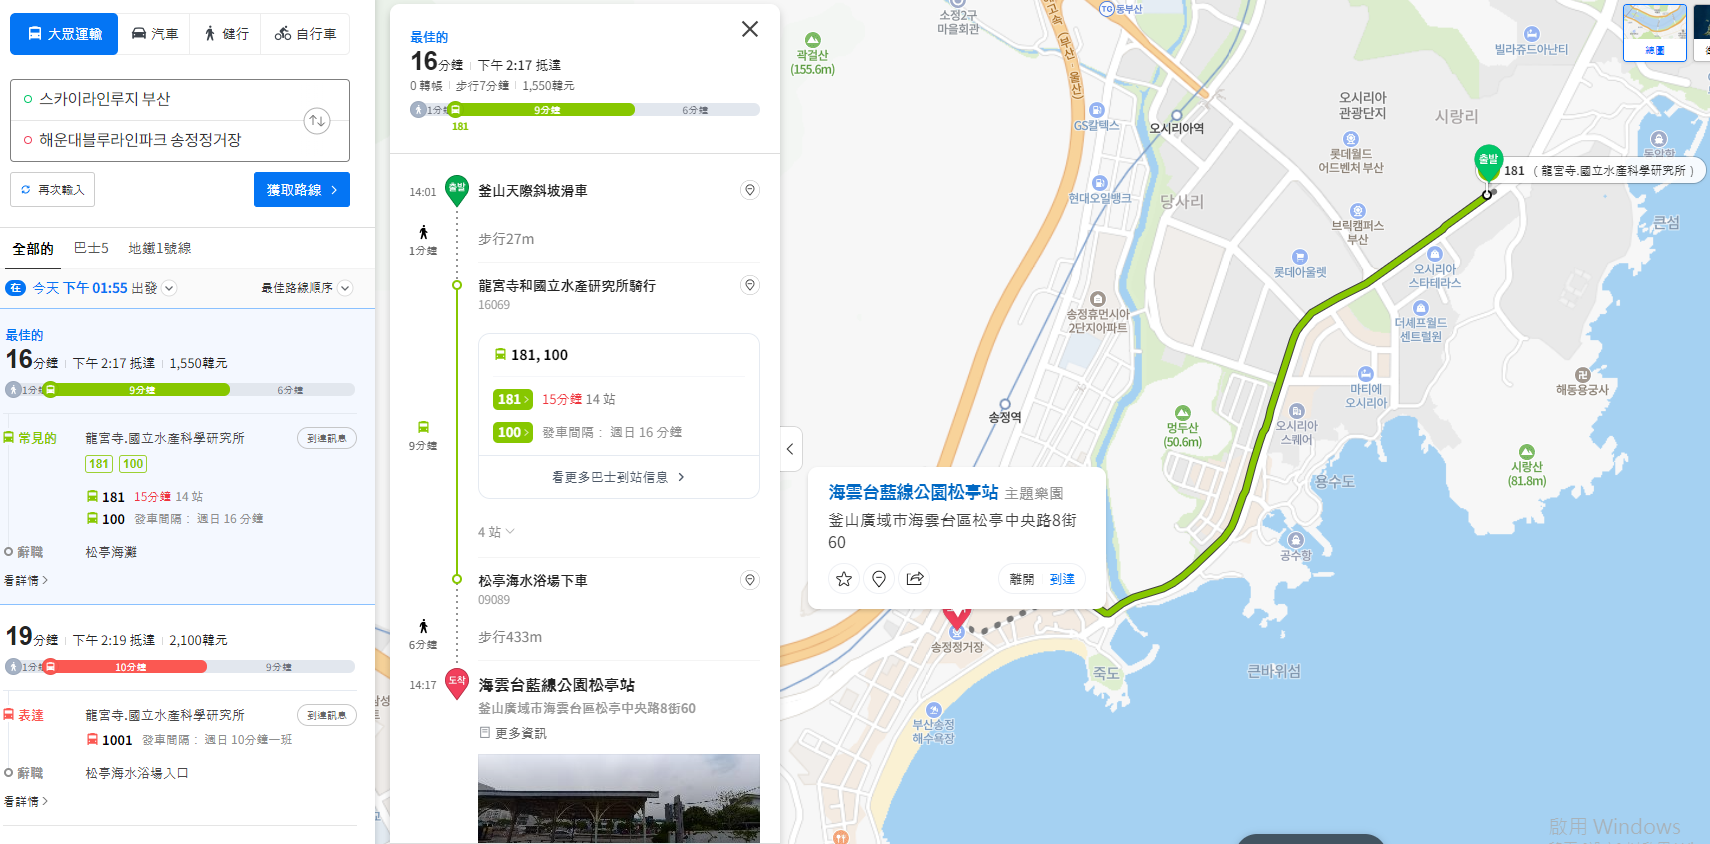 大眾運輸
汽車
健行
自行車
스카이라인루지 부산
해운대블루라인파크 송정정거장
再次輸入
獲取路線
全部的
巴士5
地鐵1號線
在 今天 下午 01:55 出發
最佳路線順序
最佳的
16分鐘 下午 2:17 抵達 1,550韓元
9分鐘
6分鐘
常見的 龍宮寺.國立水產科學研究所
到達訊息
181 100
181 15分鐘 14 站
100 發車間隔： 週日 16 分鐘
辭職 松亭海灘
看詳情
19分鐘 下午 2:19 抵達 2,100韓元
10分鐘
9分鐘
表達 龍宮寺.國立水產科學研究所
到達訊息
1001 發車間隔： 週日 10分鐘一班
辭職 松亭海水浴場入口
看詳情
最佳的
16分鐘 下午 2:17 抵達
0 轉帳 步行7分鐘 1,550韓元
9分鐘
6分鐘
181
14:01 출발 釜山天際斜坡滑車
1分鐘
步行27m
龍宮寺和國立水產研究所騎行
16069
181, 100
181 15分鐘 14 站
100 發車間隔： 週日 16 分鐘
看更多巴士到站信息
9分鐘
4 站
松亭海水浴場下車
09089
6分鐘
步行433m
14:17 도착 海雲台藍線公園松亭站
釜山廣域市海雲台區松亭中央路8街60
更多資訊
소정2구
마을회관
TG 동부산
곽걸산
(155.6m)
GS칼텍스
오시리아역
오시리아
관광단지
시랑리
빌라쥬드아난티
總圖
롯데월드
어드벤처 부산
출발
181 （ 龍宮寺.國立水產科學研究所 ）
현대오일뱅크
당사리
브릭캠퍼스
부산
큰섬
롯데아울렛
오시리아
스타테라스
송정휴먼시아
2단지아파트
더셰프월드
센트럴원
마티에
오시리아
해동용궁사
송정역
멍두산
(50.6m)
오시리아
스퀘어
시랑산
(81.8m)
용수도
공수항
海雲台藍線公園松亭站 主題樂園
釜山廣域市海雲台區松亭中央路8街
60
離開 到達
송정정거장
죽도
큰바위섬
부산송정
해수욕장
啟用 Windows